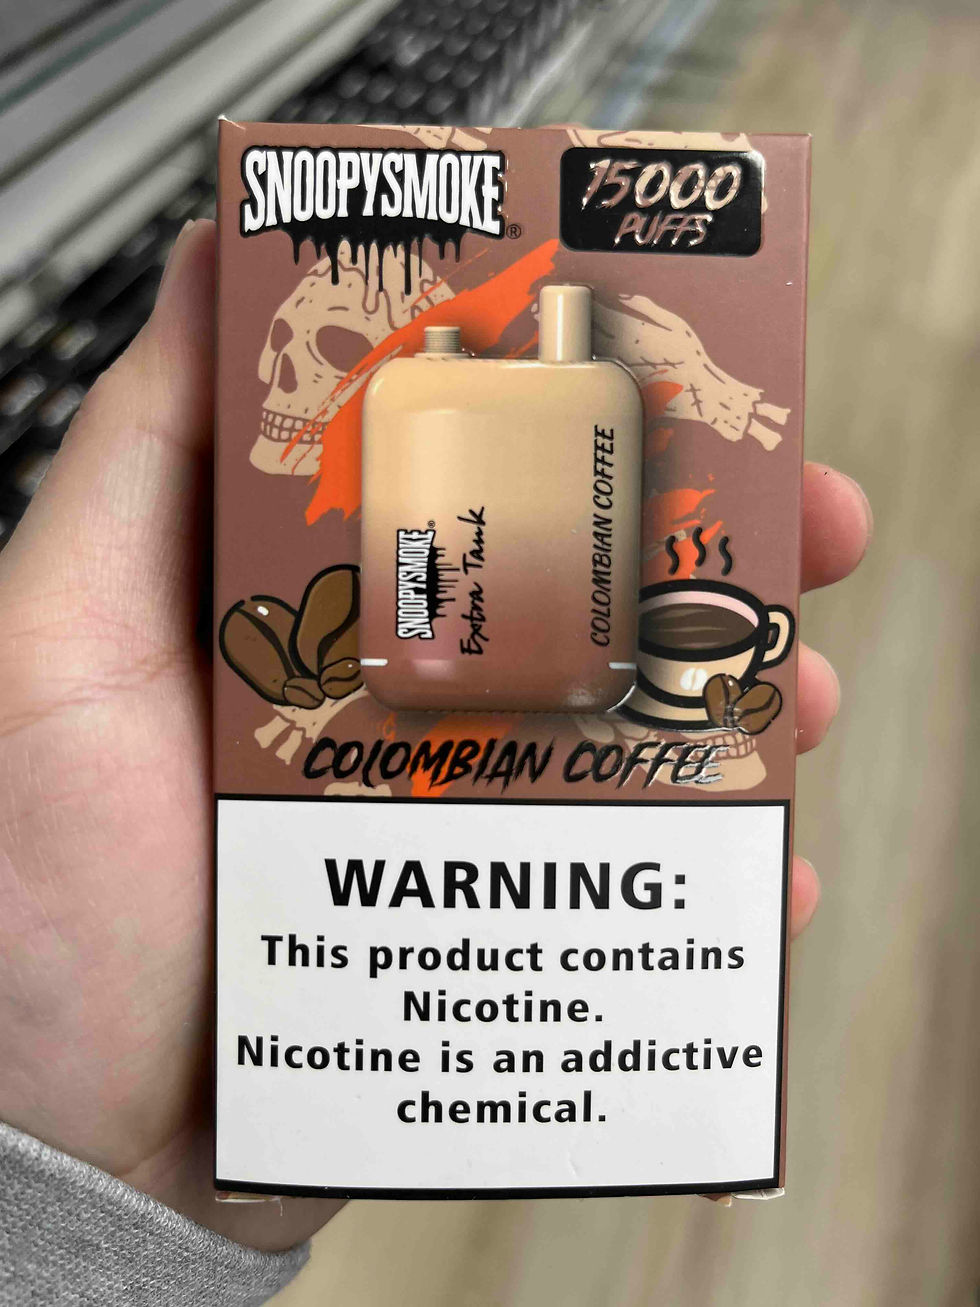 SNOOPYSMOKE®
15000
PUFFS
SNOOPYSMOKE®
Extra Tank
COLOMBIAN COFFEE
COLOMBIAN COFFEE
WARNING:
This product contains
Nicotine.
Nicotine is an addictive
chemical.